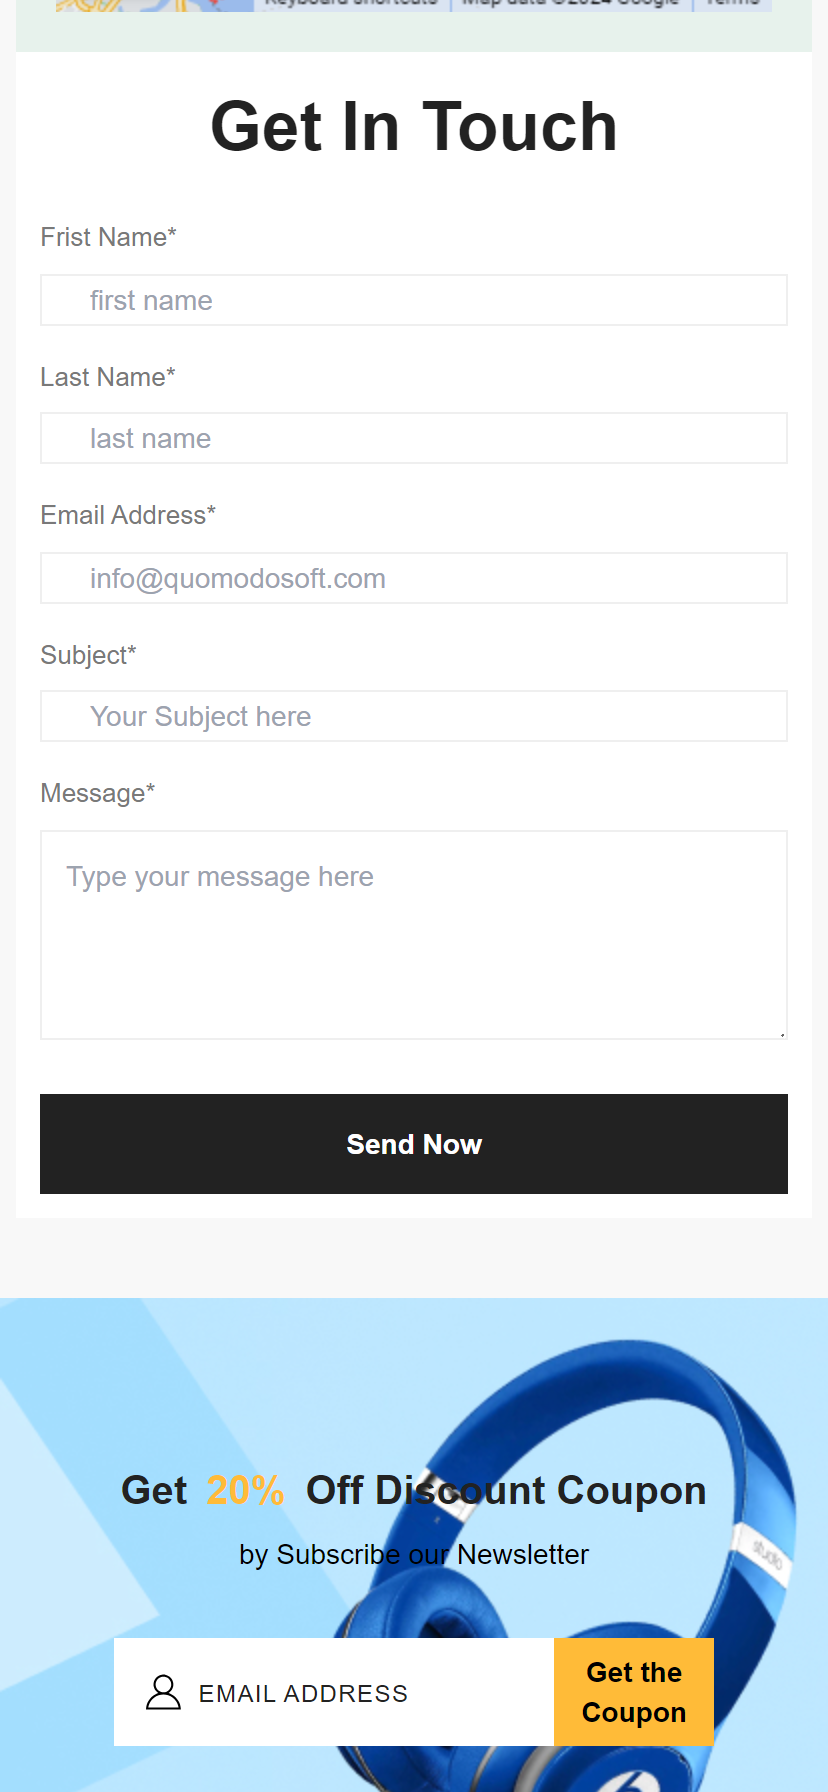 Keyboard shortcuts Map data ©2024 Google Terms
Get In Touch
Frist Name*
first name
Last Name*
last name
Email Address*
info@quomodosoft.com
Subject*
Your Subject here
Message*
Type your message here
Send Now
Get 20% Off Discount Coupon
by Subscribe our Newsletter
studio
EMAIL ADDRESS
Get the
Coupon